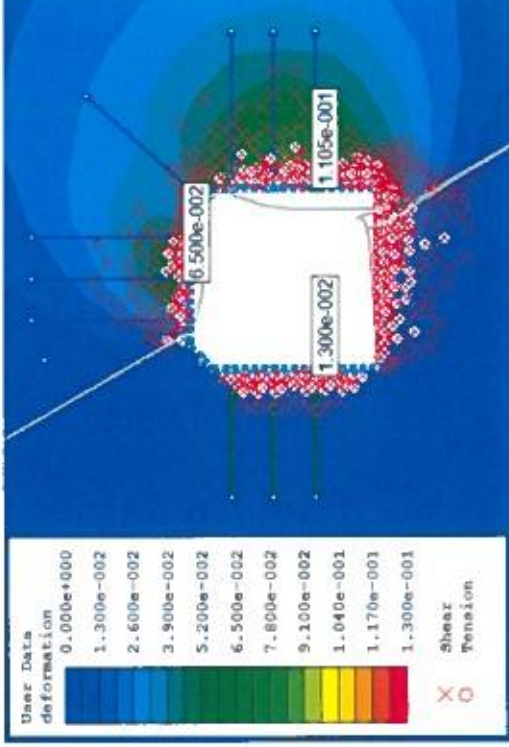 User Data
deformation
0.000e+000
1.300e-002
2.600e-002
3.900e-002
5.200e-002
6.500e-002
7.800e-002
9.100e-002
1.040e-001
1.170e-001
1.300e-001
Shear
Tension
6.500e-002
1.300e-002
1.105e-001